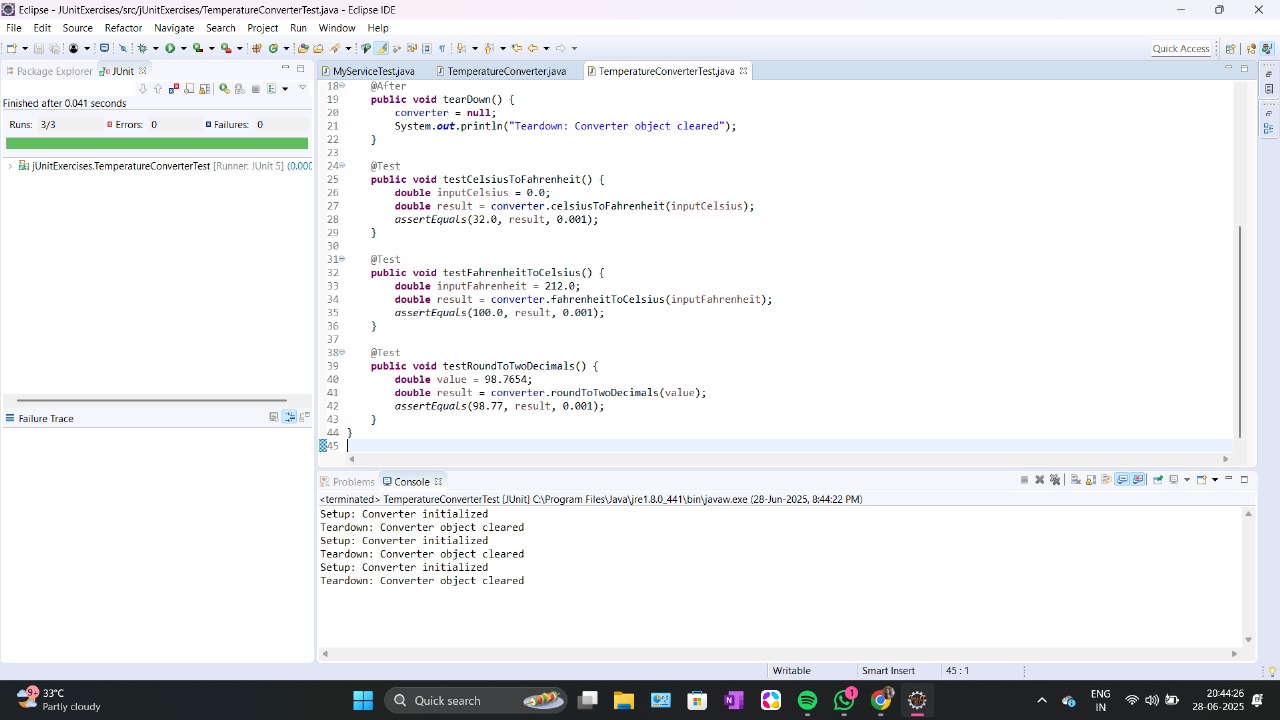 Eclipse - JUnitExercises/src/jUnitExercises/TemperatureConverterTest.java - Eclipse IDE
File Edit Source Refactor Navigate Search Project Run Window Help
Quick Access
Package Explorer JUnit
Finished after 0.041 seconds
Runs: 3/3 Errors: 0 Failures: 0
jUnitExercises.TemperatureConverterTest [Runner: JUnit 5] (0.000
Failure Trace
MyServiceTest.java TemperatureConverter.java TemperatureConverterTest.java
18 @After
19 public void tearDown() {
20 converter = null;
21 System.out.println("Teardown: Converter object cleared");
22 }
23
24 @Test
25 public void testCelsiusToFahrenheit() {
26 double inputCelsius = 0.0;
27 double result = converter.celsiusToFahrenheit(inputCelsius);
28 assertEquals(32.0, result, 0.001);
29 }
30
31 @Test
32 public void testFahrenheitToCelsius() {
33 double inputFahrenheit = 212.0;
34 double result = converter.fahrenheitToCelsius(inputFahrenheit);
35 assertEquals(100.0, result, 0.001);
36 }
37
38 @Test
39 public void testRoundToTwoDecimals() {
40 double value = 98.7654;
41 double result = converter.roundToTwoDecimals(value);
42 assertEquals(98.77, result, 0.001);
43 }
44 }
45
Problems Console
<terminated> TemperatureConverterTest [JUnit] C:\Program Files\Java\jre1.8.0_441\bin\javaw.exe (28-Jun-2025, 8:44:22 PM)
Setup: Converter initialized
Teardown: Converter object cleared
Setup: Converter initialized
Teardown: Converter object cleared
Setup: Converter initialized
Teardown: Converter object cleared
Writable Smart Insert 45 : 1
9+ 33°C
Partly cloudy
Quick search
1
ENG
IN
20:44:26
28-06-2025